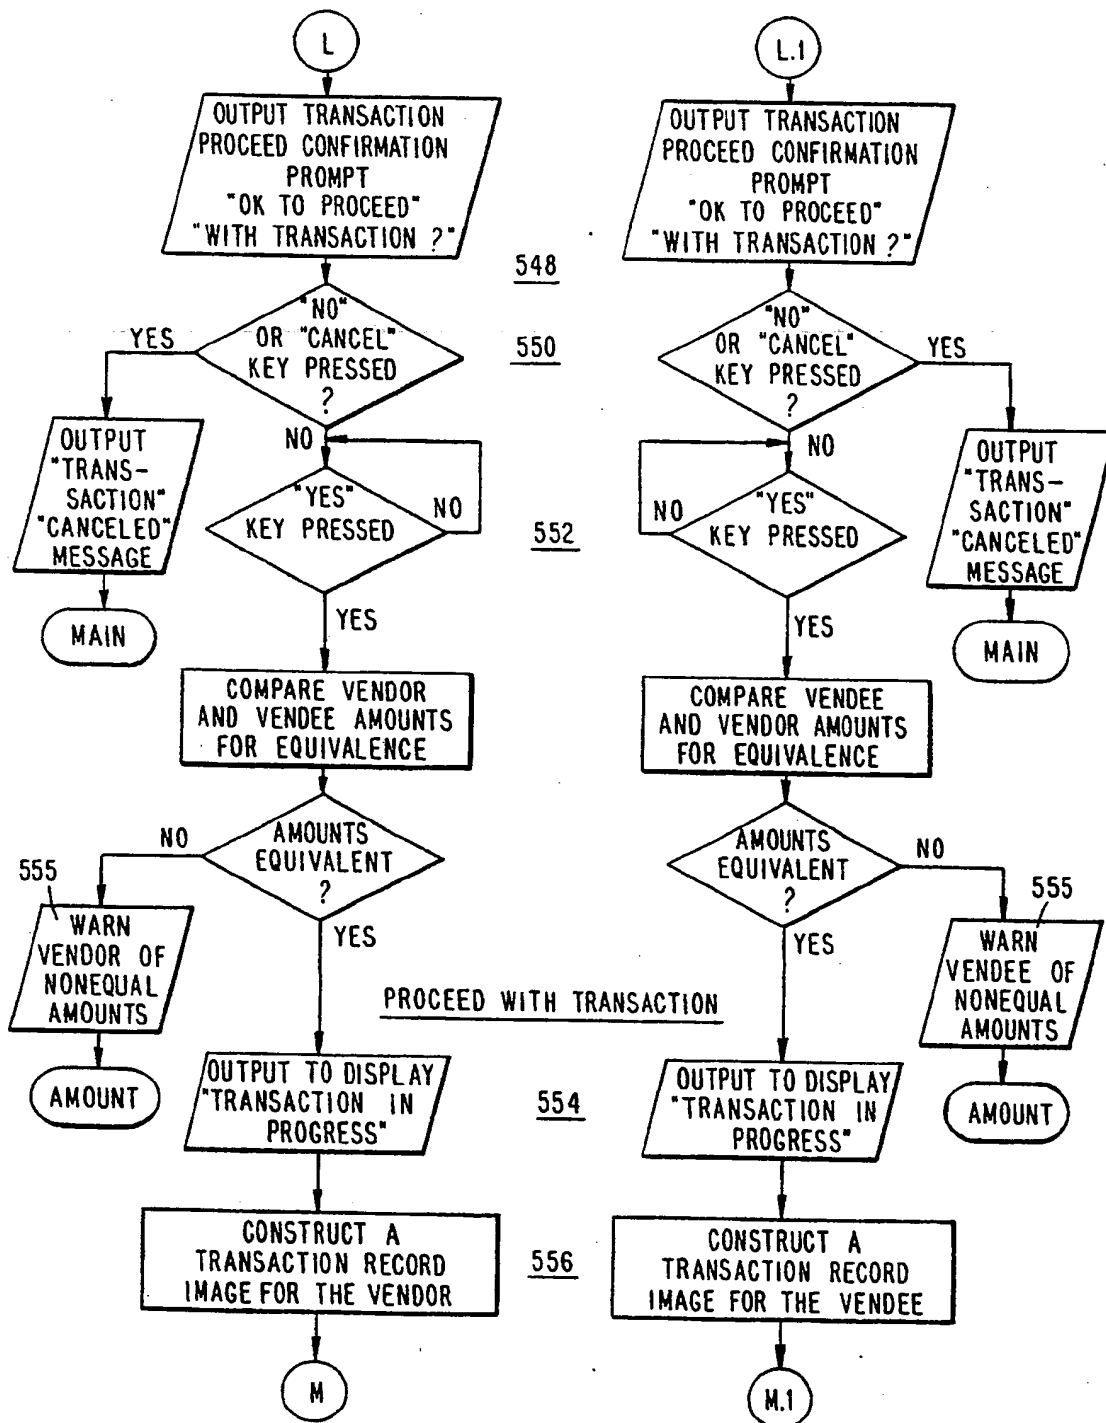 L
OUTPUT TRANSACTION
PROCEED CONFIRMATION
PROMPT
"OK TO PROCEED"
"WITH TRANSACTION ?"
548
"NO"
OR "CANCEL"
KEY PRESSED
?
YES
550
NO
OUTPUT
"TRANS-
SACTION"
"CANCELED"
MESSAGE
MAIN
"YES"
KEY PRESSED
NO
552
YES
COMPARE VENDOR
AND VENDEE AMOUNTS
FOR EQUIVALENCE
AMOUNTS
EQUIVALENT
?
NO
555
WARN
VENDOR OF
NONEQUAL
AMOUNTS
AMOUNT
YES
PROCEED WITH TRANSACTION
OUTPUT TO DISPLAY
"TRANSACTION IN
PROGRESS"
554
CONSTRUCT A
TRANSACTION RECORD
IMAGE FOR THE VENDOR
556
M
L.1
OUTPUT TRANSACTION
PROCEED CONFIRMATION
PROMPT
"OK TO PROCEED"
"WITH TRANSACTION ?"
"NO"
OR "CANCEL"
KEY PRESSED
?
YES
NO
OUTPUT
"TRANS-
SACTION"
"CANCELED"
MESSAGE
MAIN
"YES"
KEY PRESSED
NO
YES
COMPARE VENDEE
AND VENDOR AMOUNTS
FOR EQUIVALENCE
AMOUNTS
EQUIVALENT
?
NO
555
WARN
VENDEE OF
NONEQUAL
AMOUNTS
AMOUNT
YES
OUTPUT TO DISPLAY
"TRANSACTION IN
PROGRESS"
CONSTRUCT A
TRANSACTION RECORD
IMAGE FOR THE VENDEE
M.1